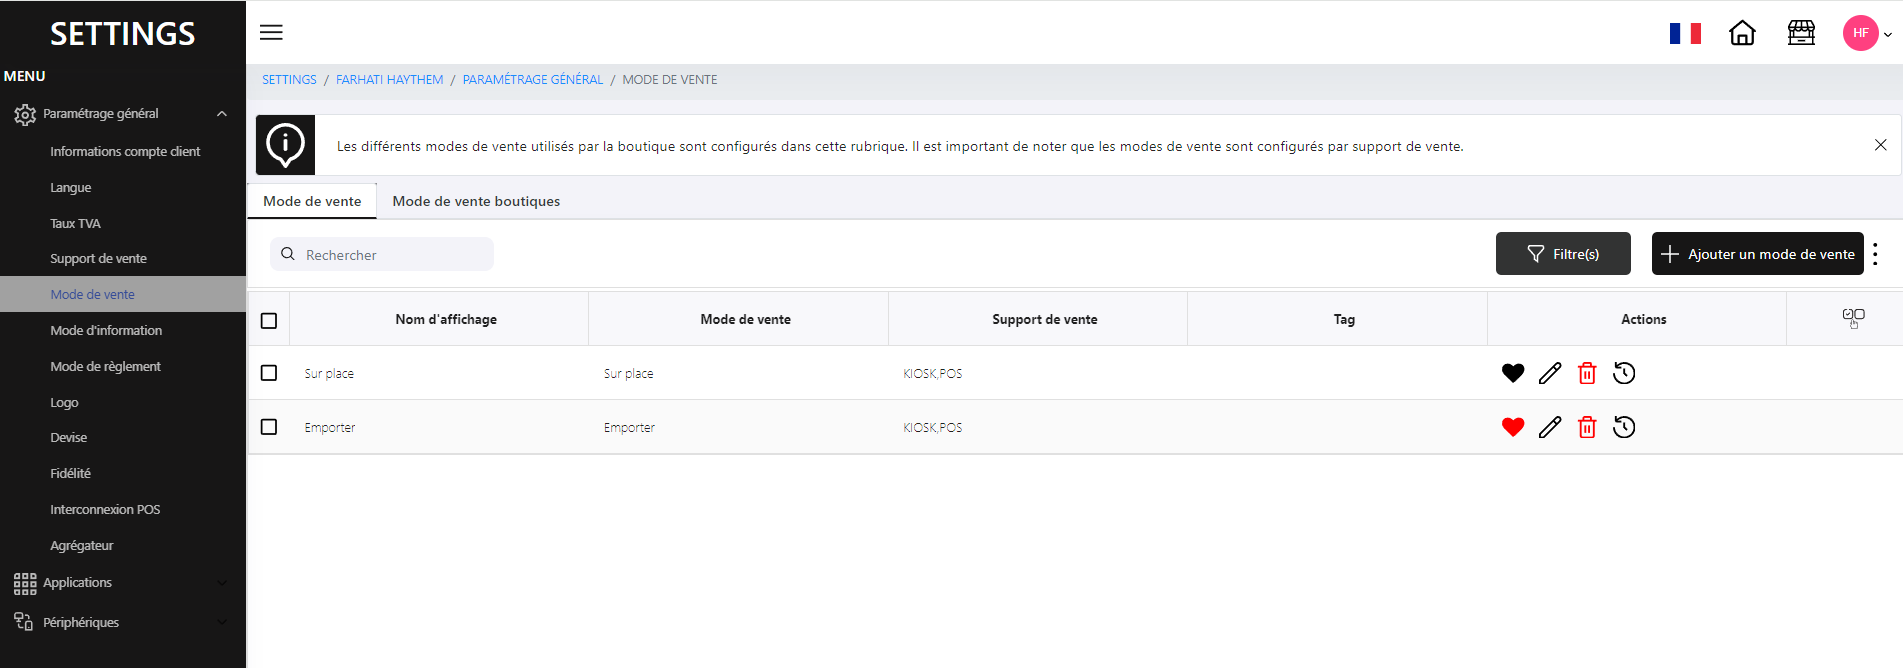 SETTINGS
MENU
Paramétrage général
Informations compte client
Langue
Taux TVA
Support de vente
Mode de vente
Mode d'information
Mode de règlement
Logo
Devise
Fidélité
Interconnexion POS
Agrégateur
Applications
Périphériques
HF
SETTINGS / FARHATI HAYTHEM / PARAMÉTRAGE GÉNÉRAL / MODE DE VENTE
Les différents modes de vente utilisés par la boutique sont configurés dans cette rubrique. Il est important de noter que les modes de vente sont configurés par support de vente.
Mode de vente Mode de vente boutiques
Rechercher Filtre(s) Ajouter un mode de vente
Nom d'affichage Mode de vente Support de vente Tag Actions
Sur place Sur place KIOSK,POS
Emporter Emporter KIOSK,POS